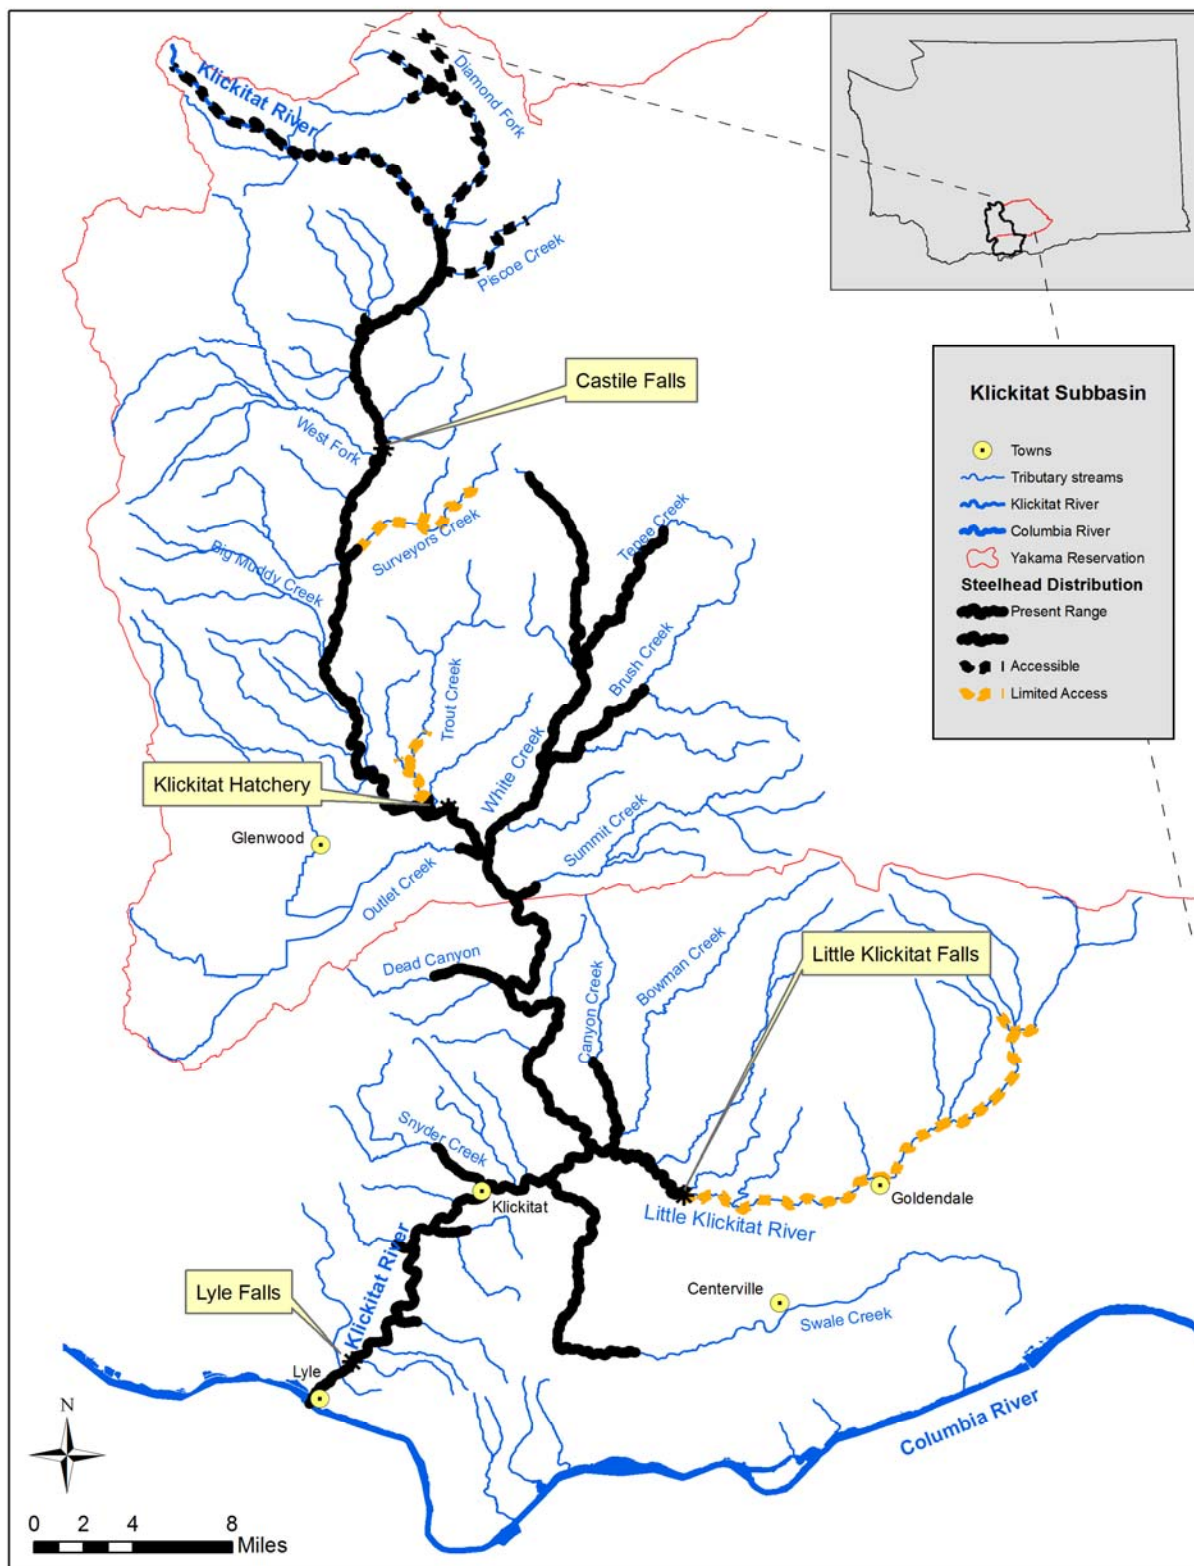 Klickitat River
Diamond Fork
Piscoe Creek
Castile Falls
West Fork
Surveyors Creek
Big Muddy Creek
Tepee Creek
Brush Creek
Trout Creek
White Creek
Klickitat Hatchery
Glenwood
Summit Creek
Outlet Creek
Dead Canyon
Canyon Creek
Bowman Creek
Little Klickitat Falls
Snyder Creek
Klickitat
Goldendale
Little Klickitat River
Klickitat River
Lyle Falls
Centerville
Swale Creek
Lyle
Columbia River
N
0 2 4 8
Miles
Klickitat Subbasin
Towns
Tributary streams
Klickitat River
Columbia River
Yakama Reservation
Steelhead Distribution
Present Range
Accessible
Limited Access